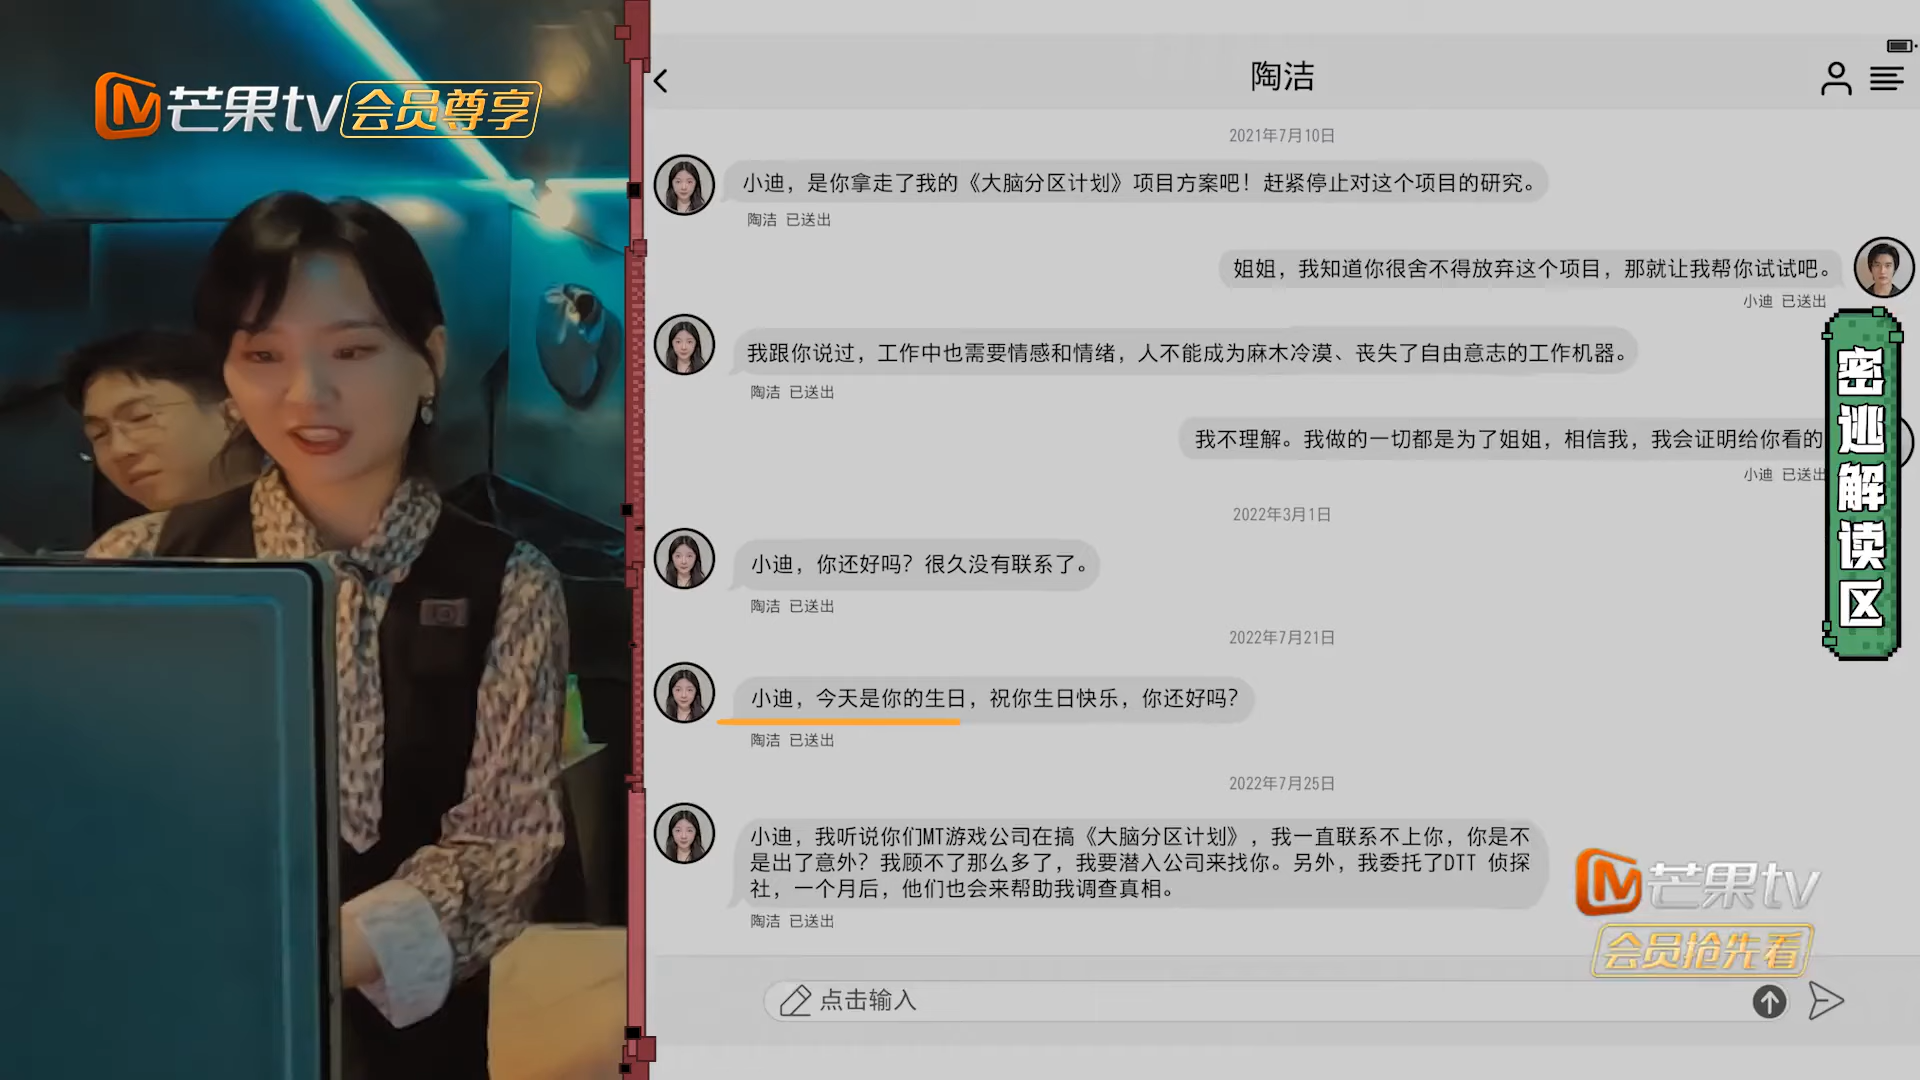 芒果tv会员尊享
陶洁
2021年7月10日
小迪，是你拿走了我的《大脑分区计划》项目方案吧！赶紧停止对这个项目的研究。
陶洁 已送出
姐姐，我知道你很舍不得放弃这个项目，那就让我帮你试试吧。
小迪 已送出
我跟你说过，工作中也需要情感和情绪，人不能成为麻木冷漠、丧失了自由意志的工作机器。
陶洁 已送出
我不理解。我做的一切都是为了姐姐，相信我，我会证明给你看的
小迪 已送出
2022年3月1日
小迪，你还好吗？很久没有联系了。
陶洁 已送出
2022年7月21日
小迪，今天是你的生日，祝你生日快乐，你还好吗？
陶洁 已送出
2022年7月25日
小迪，我听说你们MT游戏公司在搞《大脑分区计划》，我一直联系不上你，你是不
是出了意外？我顾不了那么多了，我要潜入公司来找你。另外，我委托了DTT 侦探
社，一个月后，他们也会来帮助我调查真相。
陶洁 已送出
点击输入
密逃解读区
芒果tv
会员抢先看